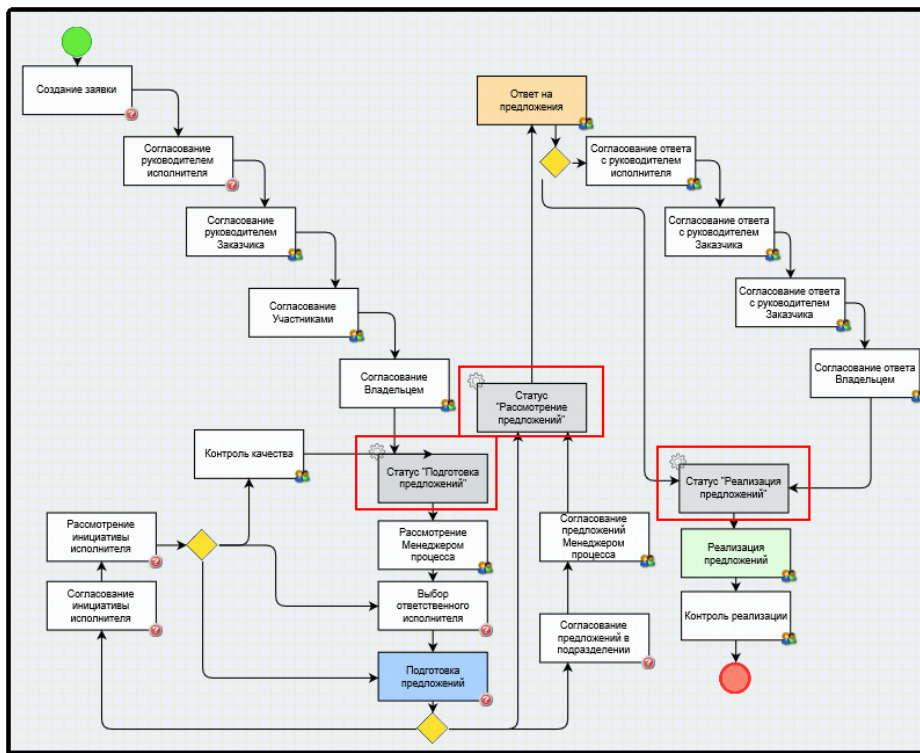 Создание заявки
Согласование
руководителем
исполнителя
Согласование
руководителем
Заказчика
Согласование
Участниками
Согласование
Владельцем
Контроль качества
Статус "Подготовка
предложений"
Рассмотрение
инициативы
исполнителя
Согласование
инициативы
исполнителя
Рассмотрение
Менеджером
процесса
Выбор
ответственного
исполнителя
Подготовка
предложений
Согласование
предложений в
подразделении
Согласование
предложений
Менеджером
процесса
Статус
"Рассмотрение
предложений"
Ответ на
предложения
Согласование ответа
с руководителем
исполнителя
Согласование ответа
с руководителем
Заказчика
Согласование ответа
с руководителем
Заказчика
Согласование ответа
Владельцем
Статус "Реализация
предложений"
Реализация
предложений
Контроль реализации